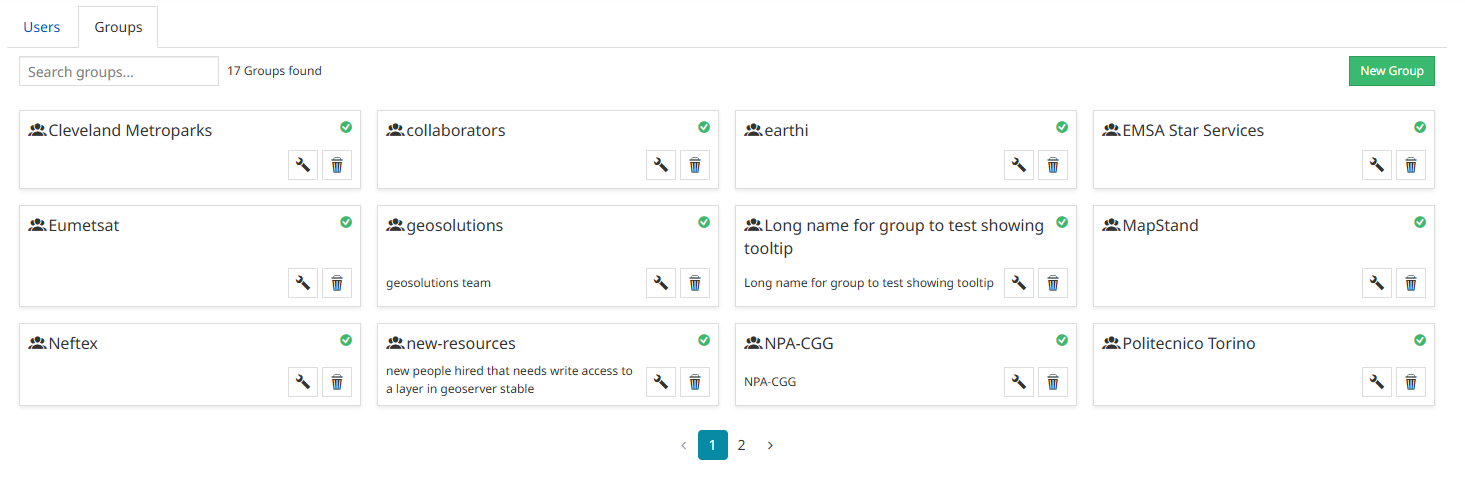 Users Groups
Search groups... 17 Groups found New Group
Cleveland Metroparks
collaborators
earthi
EMSA Star Services
Eumetsat
geosolutions
geosolutions team
Long name for group to test showing
tooltip
Long name for group to test showing tooltip
MapStand
Neftex
new-resources
new people hired that needs write access to
a layer in geoserver stable
NPA-CGG
NPA-CGG
Politecnico Torino
‹ 1 2 ›